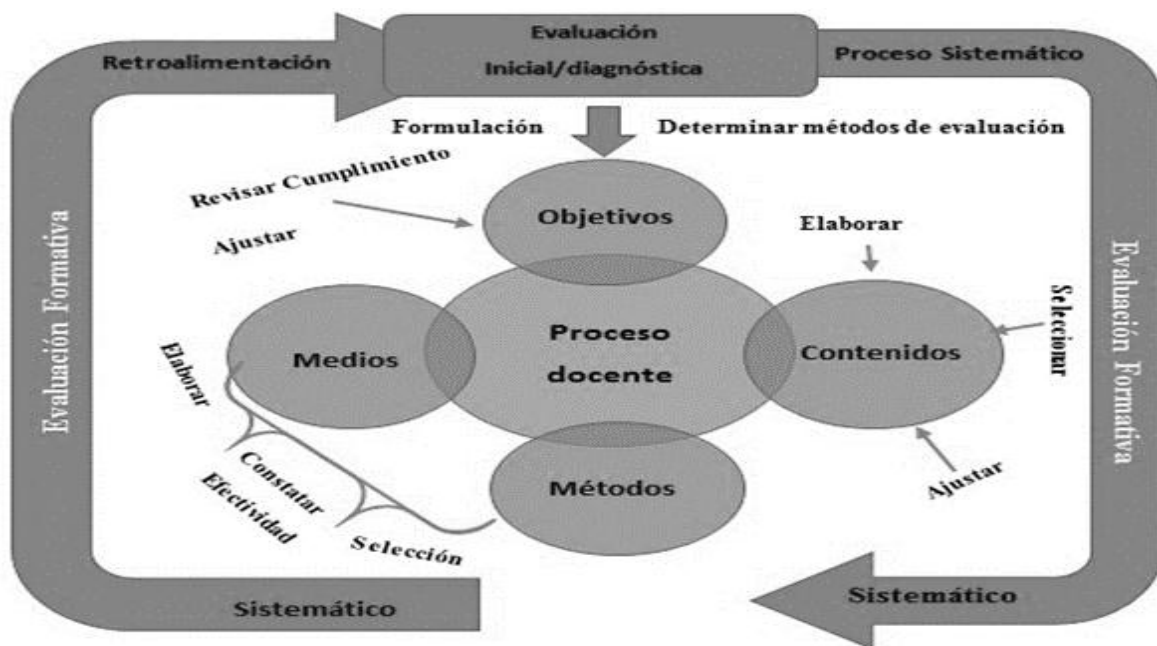 Evaluación
Inicial/diagnóstica
Retroalimentación
Proceso Sistemático
Formulación
Determinar métodos de evaluación
Revisar Cumplimiento
Ajustar
Objetivos
Elaborar
Evaluación Formativa
Evaluación Formativa
Seleccionar
Medios
Proceso
docente
Contenidos
Elaborar
Constatar
Efectividad
Selección
Métodos
Ajustar
Sistemático
Sistemático